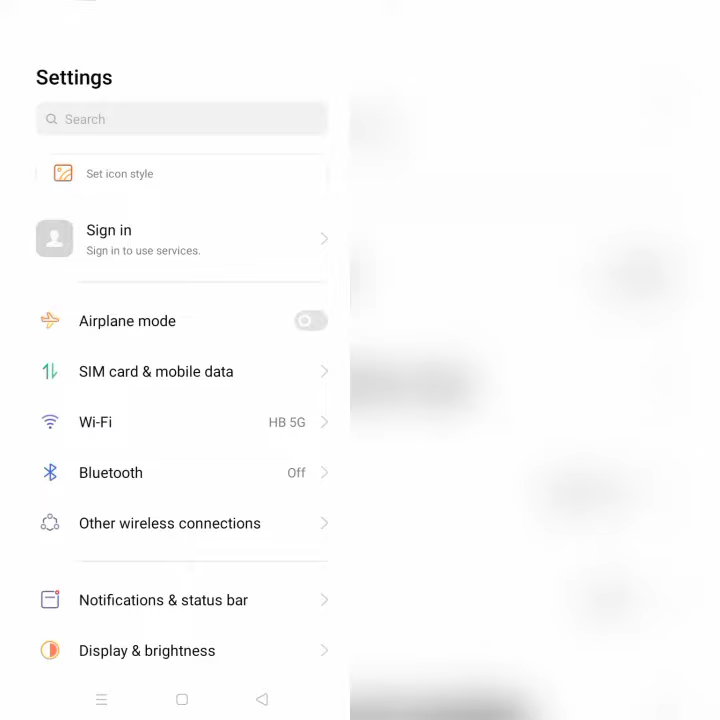 Settings
Search
Set icon style
Sign in
Sign in to use services.
Airplane mode
SIM card & mobile data
Wi-Fi HB 5G
Bluetooth Off
Other wireless connections
Notifications & status bar
Display & brightness